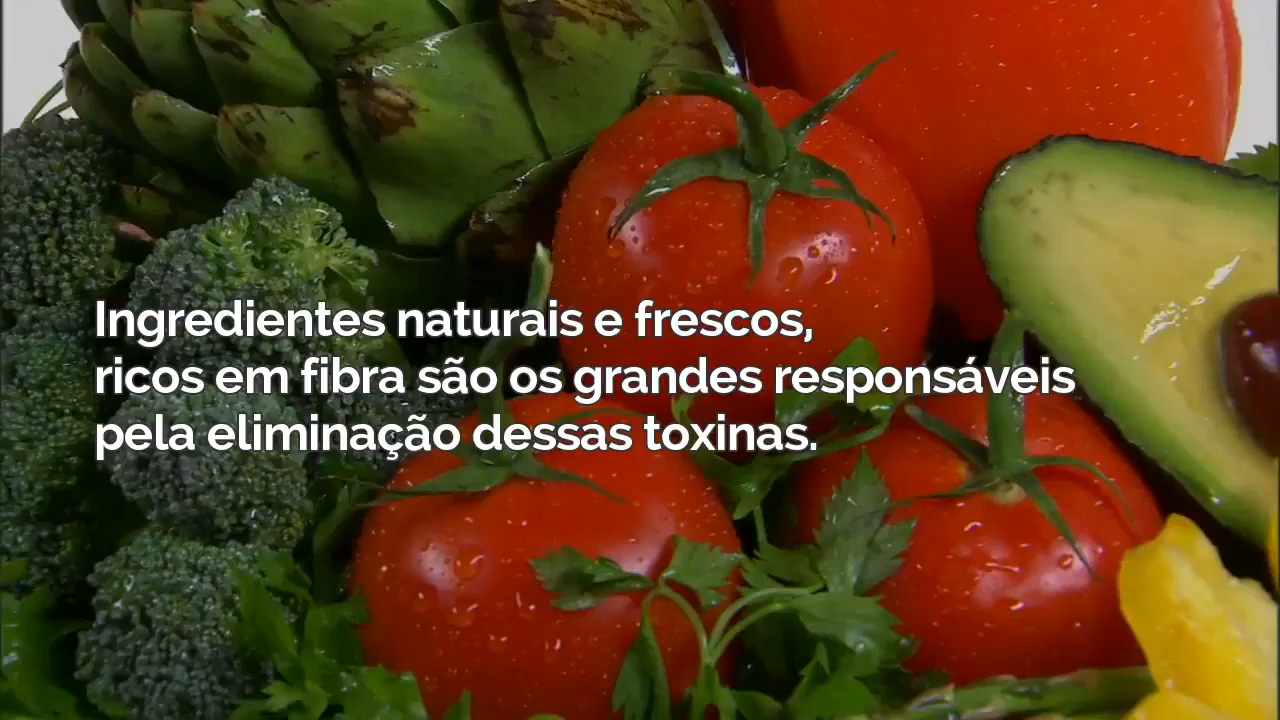 Ingredientes naturais e frescos,
ricos em fibra são os grandes responsáveis
pela eliminação dessas toxinas.